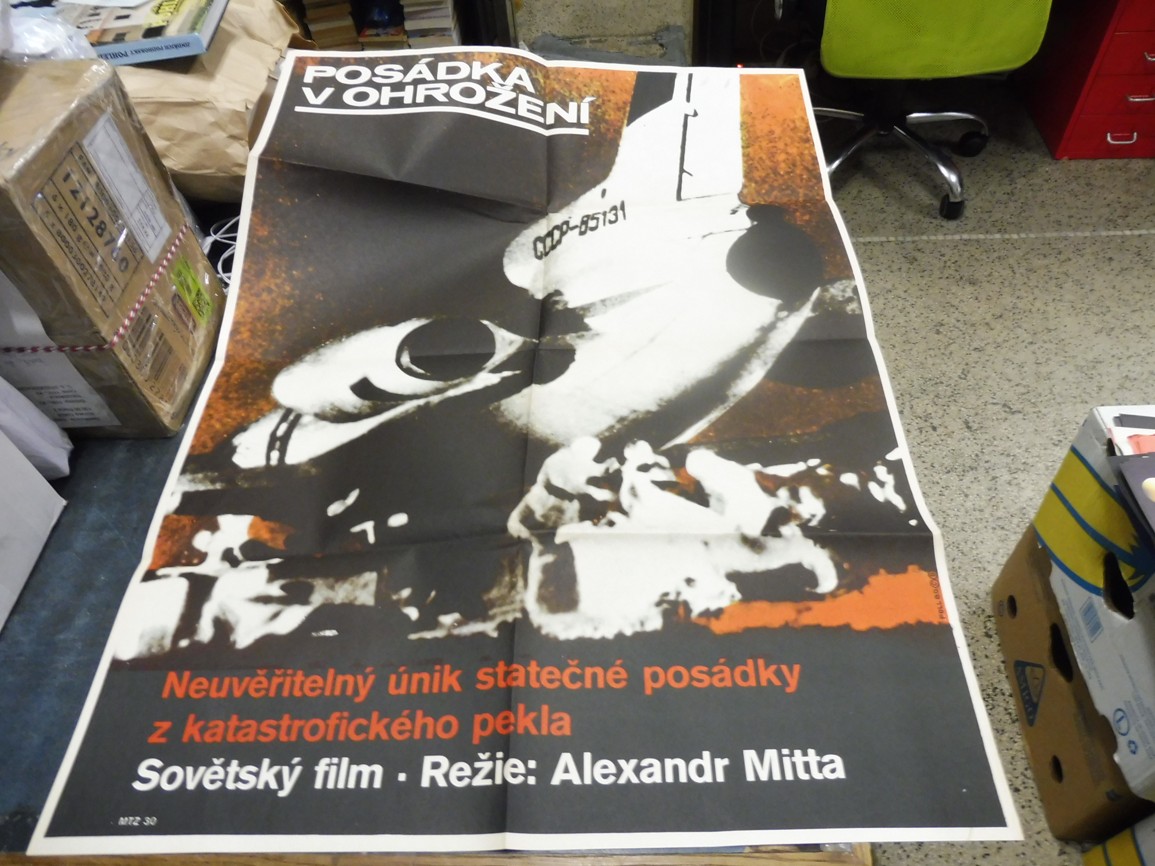 POSÁDKA
V OHROŽENÍ
СССР-85131
Neuvěřitelný únik statečné posádky
z katastrofického pekla
Sovětský film · Režie: Alexandr Mitta
MTZ 30